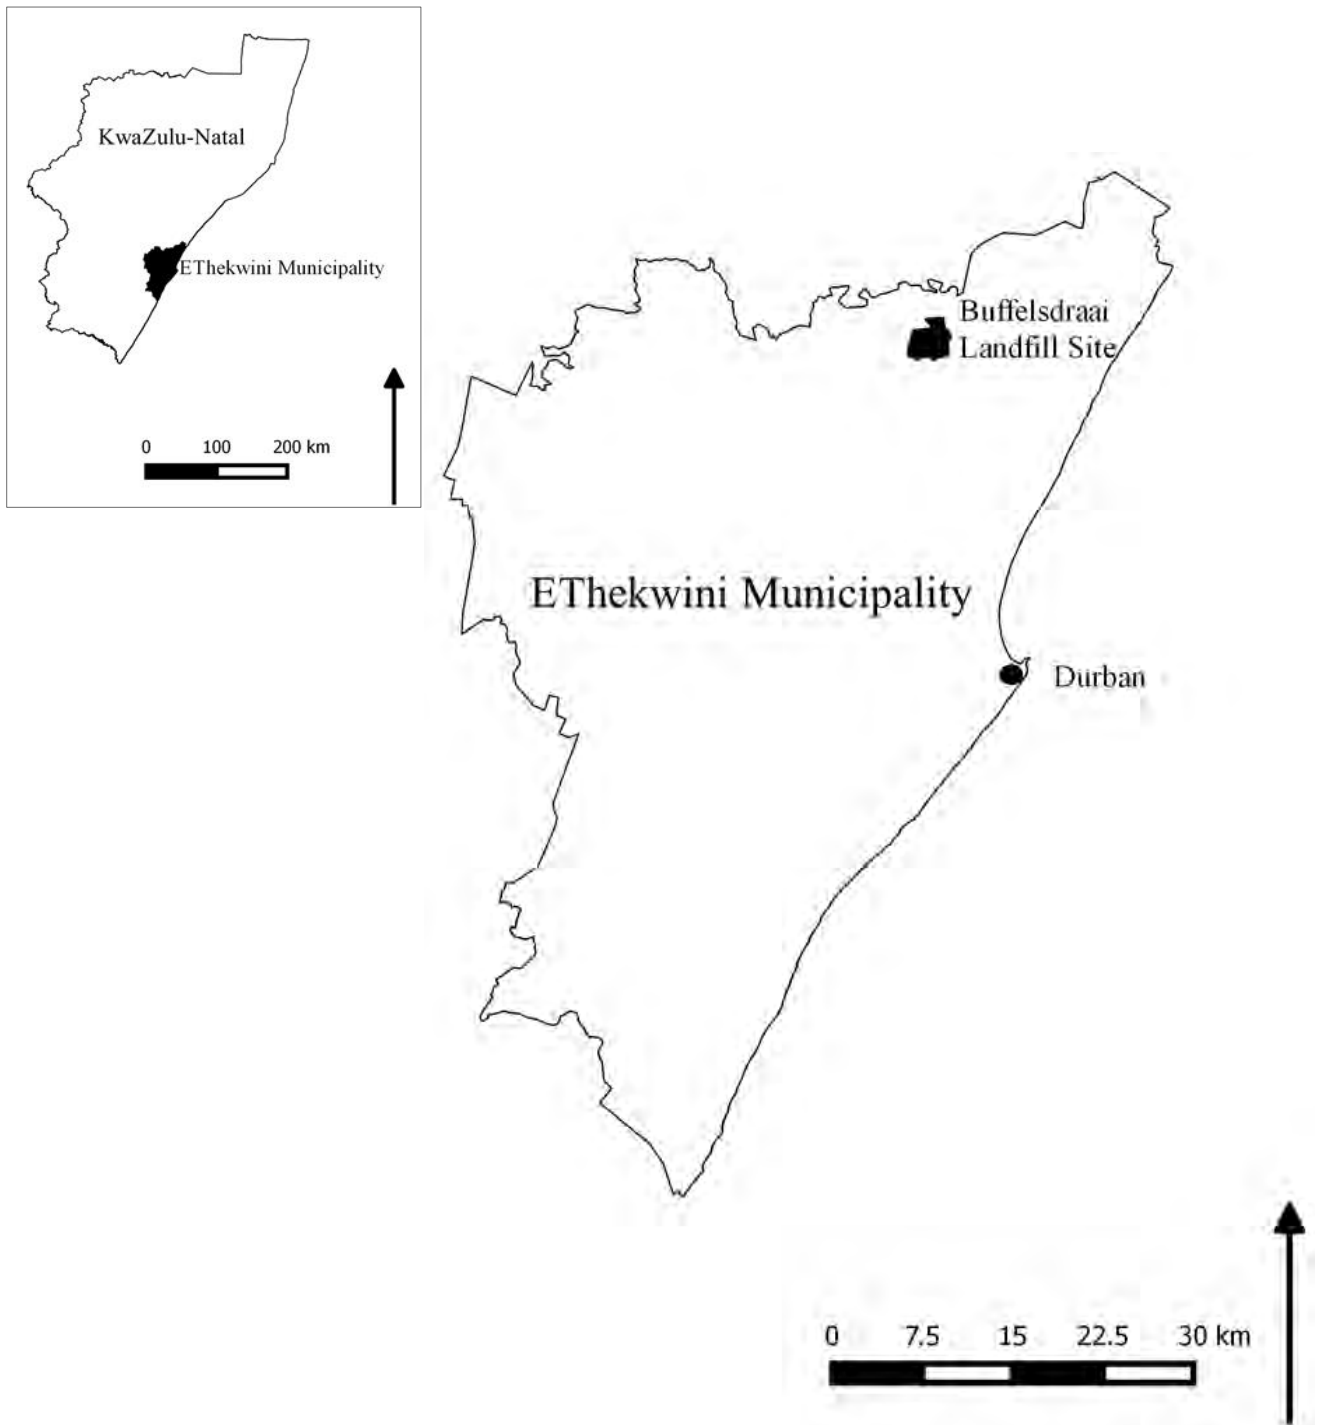 KwaZulu-Natal
EThekwini Municipality
0 100 200 km
Buffelsdraai
Landfill Site
EThekwini Municipality
Durban
0 7.5 15 22.5 30 km